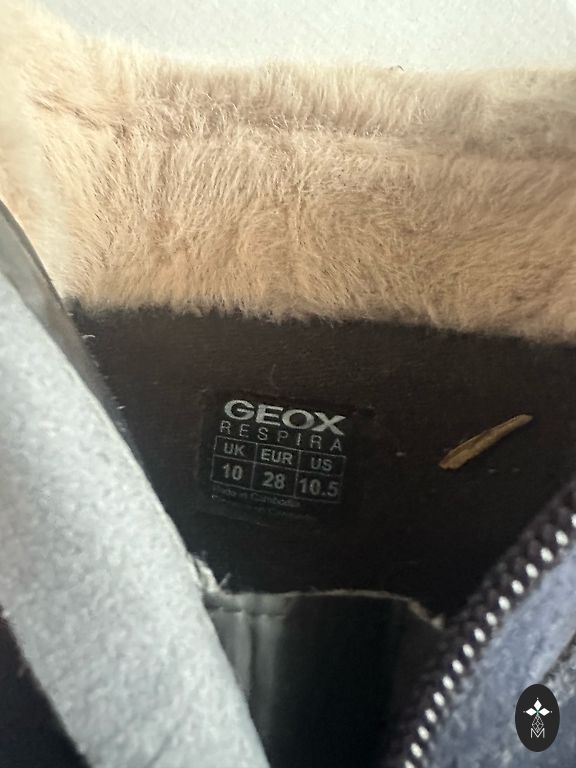 GEOX
RESPIRA
UK EUR US
10 28 10.5
Made in Cambodia
M